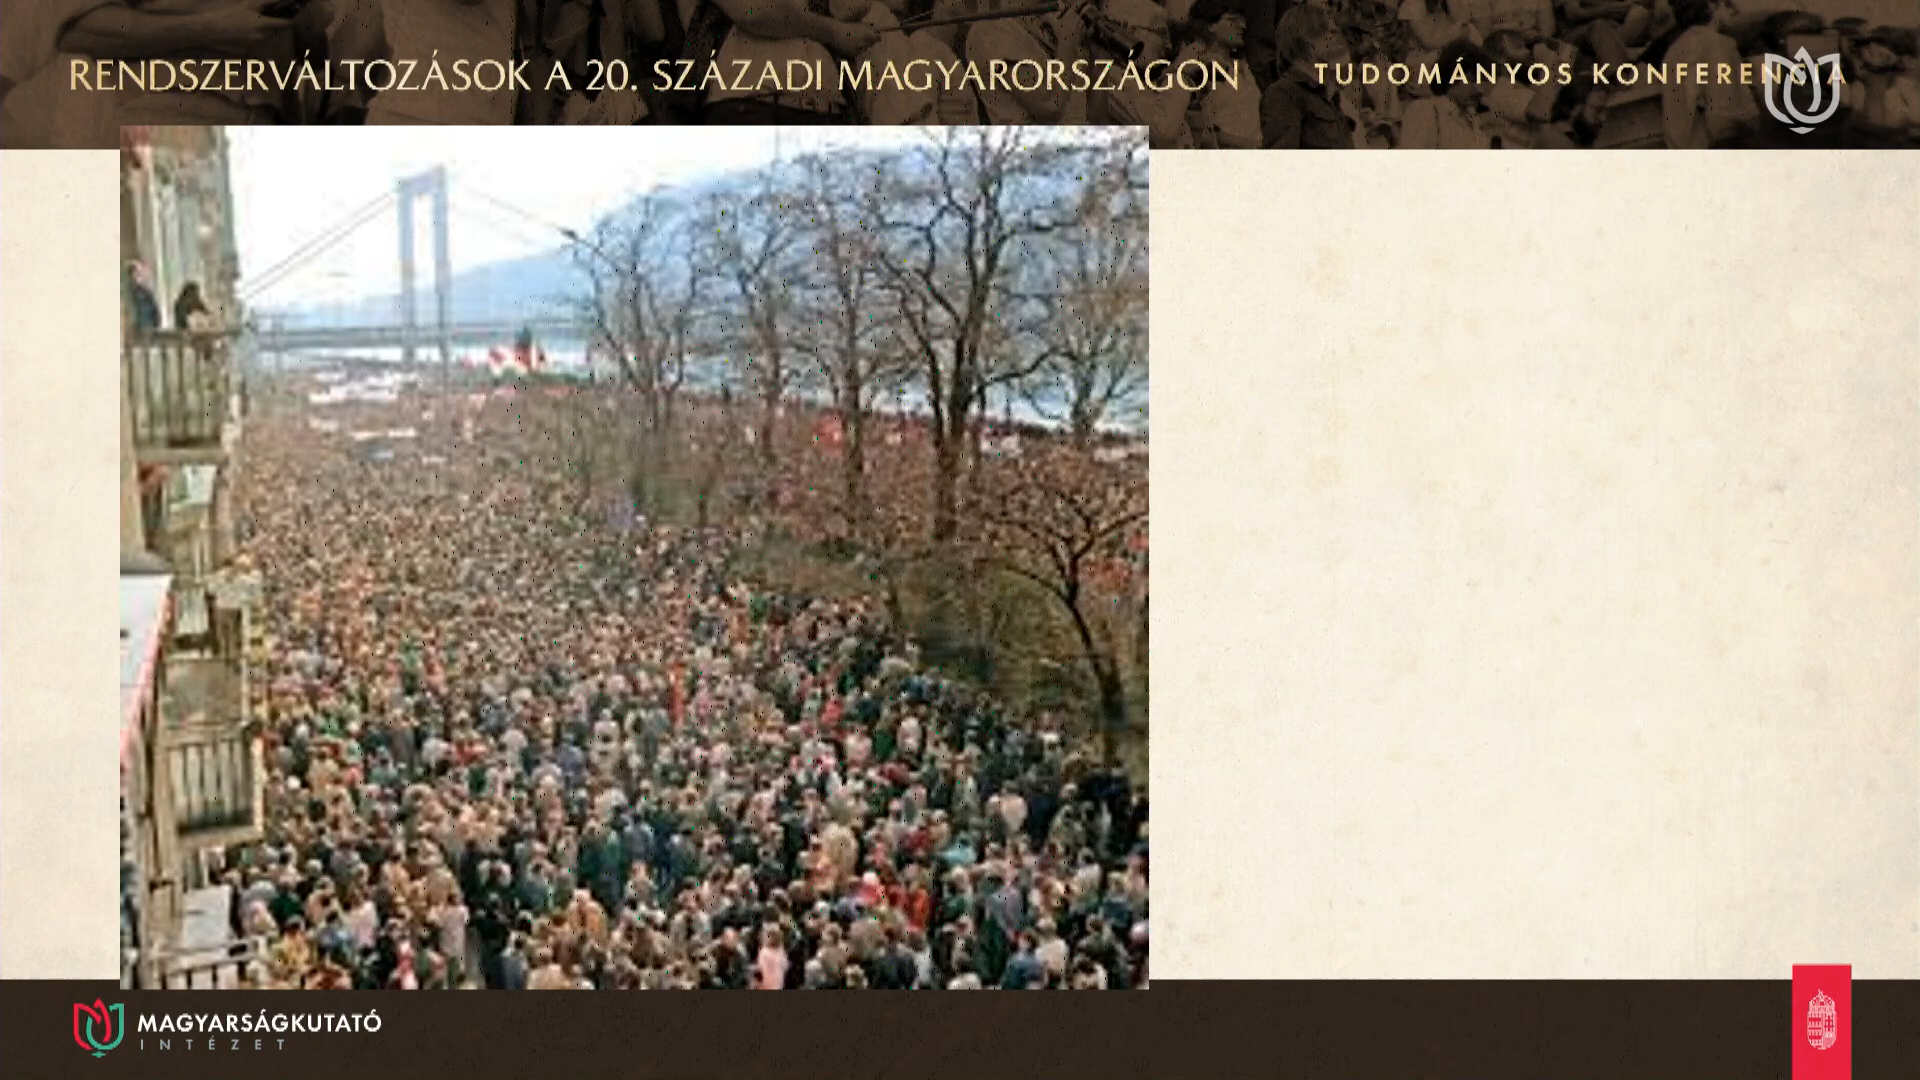 RENDSZERVÁLTOZÁSOK A 20. SZÁZADI MAGYARORSZÁGON
TUDOMÁNYOS KONFERENCIA
MAGYARSÁGKUTATÓ
INTÉZET